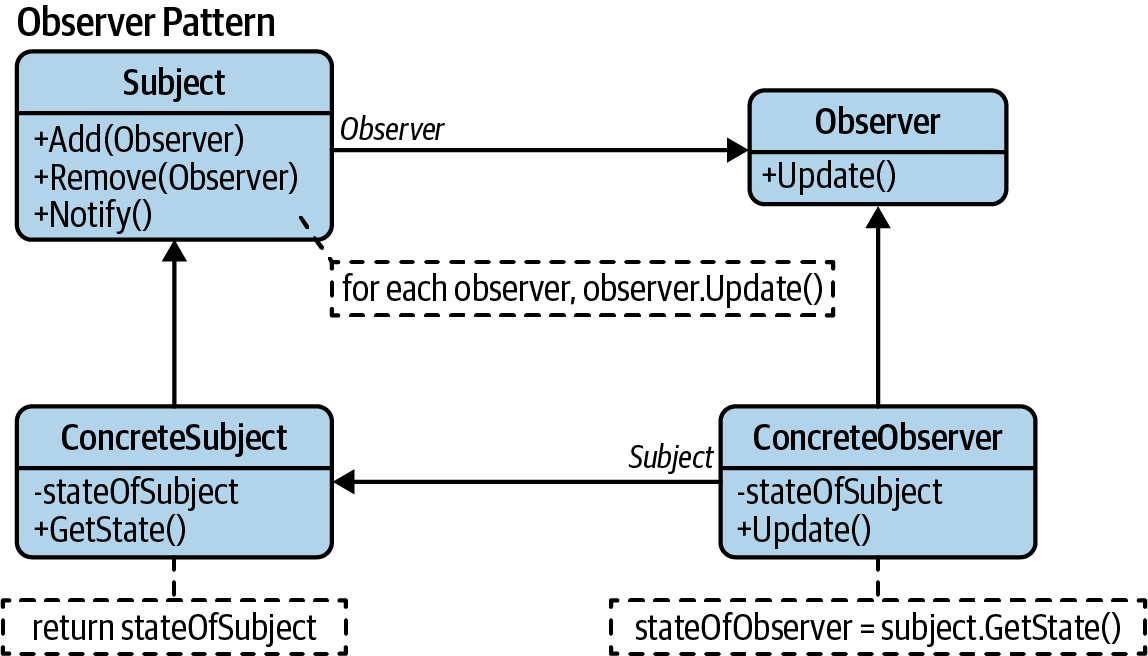 Observer Pattern
Subject
+Add(Observer)
+Remove(Observer)
+Notify()
Observer
Observer
+Update()
for each observer, observer.Update()
ConcreteSubject
-stateOfSubject
+GetState()
Subject
ConcreteObserver
-stateOfSubject
+Update()
return stateOfSubject
stateOfObserver = subject.GetState()